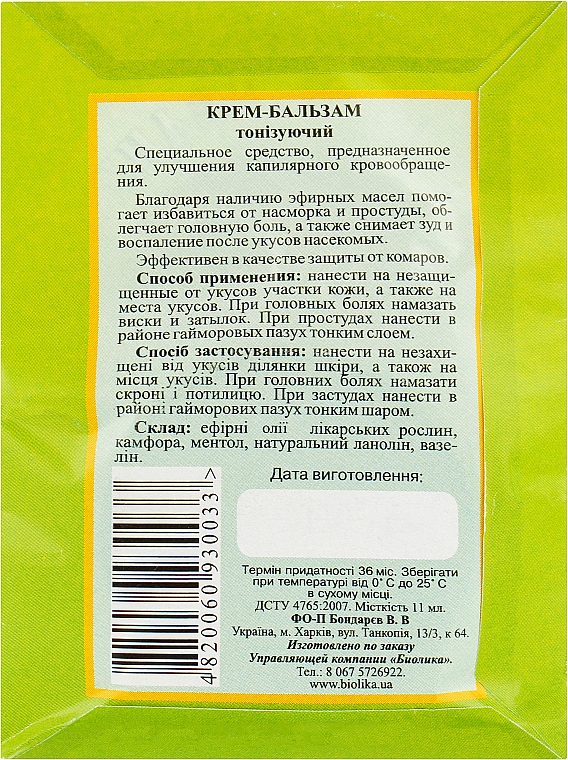 КРЕМ-БАЛЬЗАМ
тонізуючий
Специальное средство, предназначенное
для улучшения капилярного кровообраще-
ния.
Благодаря наличию эфирных масел помо-
гает избавиться от насморка и простуды, об-
легчает головную боль, а также снимает зуд и
воспаление после укусов насекомых.
Эффективен в качестве защиты от комаров.
Способ применения: нанести на незащи-
щенные от укусов участки кожи, а также на
места укусов. При головных болях намазать
виски и затылок. При простудах нанести в
районе гайморовых пазух тонким слоем.
Спосіб застосування: нанести на незахи-
щені від укусів ділянки шкіри, а також на
місця укусів. При головних болях намазати
скроні і потилицю. При застудах нанести в
районі гайморових пазух тонким шаром.
Склад: ефірні олії лікарських рослин,
камфора, ментол, натуральний ланолін, вазе-
лін.
4820060930033>
Дата виготовлення:
Термін придатності 36 міс. Зберігати
при температурі від 0° С до 25° С
в сухому місці.
ДСТУ 4765:2007. Місткість 11 мл.
ФО-П Бондарєв В. В
Україна, м. Харків, вул. Танкопія, 13/3, к 64.
Изготовлено по заказу
Управляющей компании «Биолика».
Тел.: 8 067 5726922.
www.biolika.ua